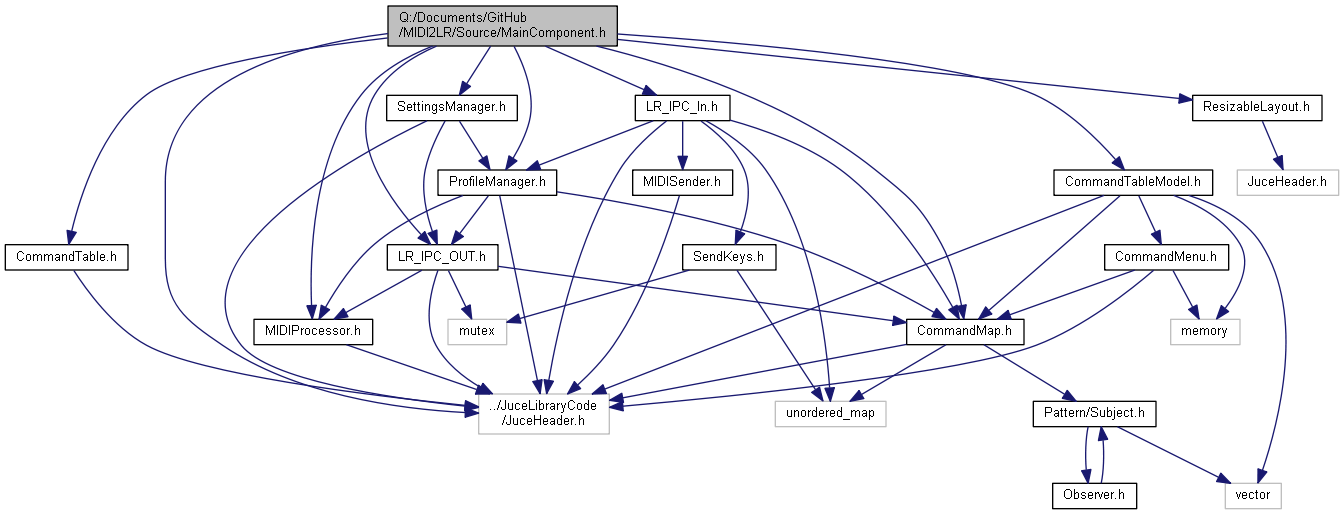 Q:/Documents/GitHub
/MIDI2LR/Source/MainComponent.h
SettingsManager.h
LR_IPC_In.h
ResizableLayout.h
ProfileManager.h
MIDISender.h
CommandTableModel.h
JuceHeader.h
CommandTable.h
LR_IPC_OUT.h
SendKeys.h
CommandMenu.h
MIDIProcessor.h
mutex
CommandMap.h
memory
../JuceLibraryCode
/JuceHeader.h
unordered_map
Pattern/Subject.h
Observer.h
vector